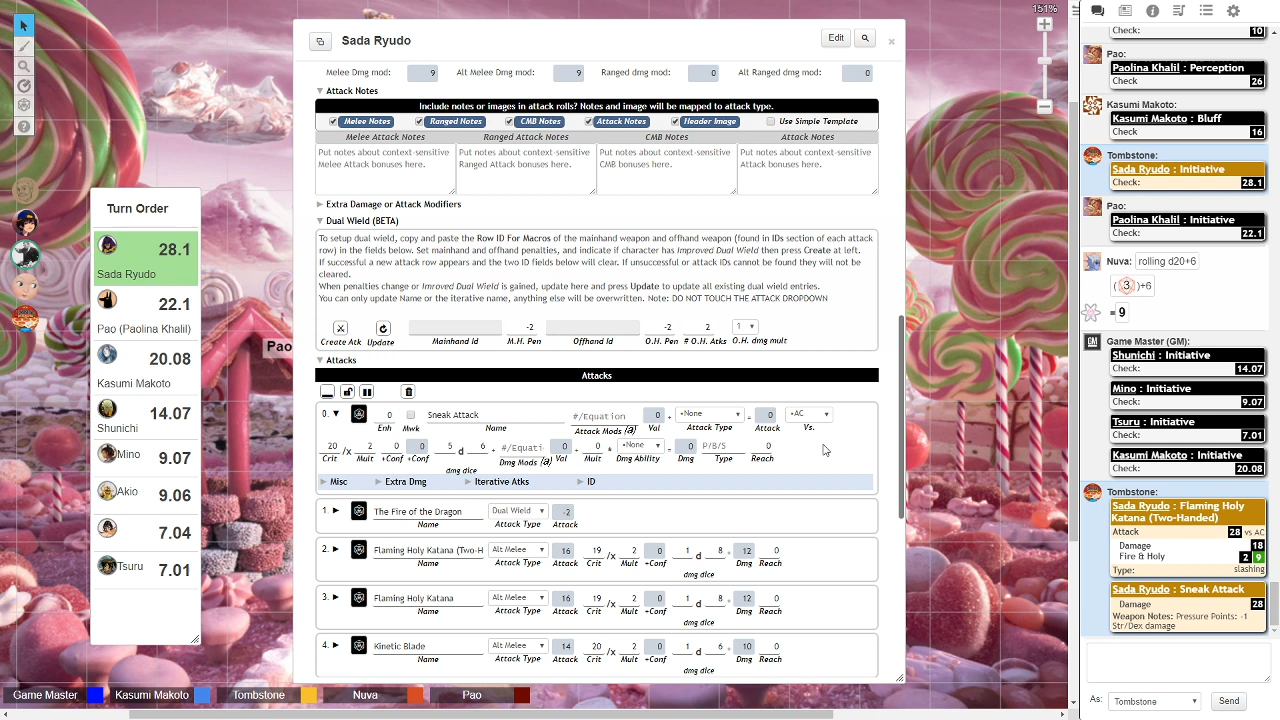 151%
Sada Ryudo
Edit
Melee Dmg mod: 9 Alt Melee Dmg mod: 9 Ranged dmg mod: 0 Alt Ranged dmg mod: 0
Attack Notes
Include notes or images in attack rolls? Notes and image will be mapped to attack type.
Melee Notes Ranged Notes CMB Notes Attack Notes Header Image Use Simple Template
Melee Attack Notes Ranged Attack Notes CMB Notes Attack Notes
Put notes about context-sensitive Melee Attack bonuses here.
Put notes about context-sensitive Ranged Attack bonuses here.
Put notes about context-sensitive CMB bonuses here.
Put notes about context-sensitive Attack bonuses here.
Extra Damage or Attack Modifiers
Dual Wield (BETA)
To setup dual wield, copy and paste the Row ID For Macros of the mainhand weapon and offhand weapon (found in IDs section of each attack
row) in the fields below. Set mainhand and offhand penalties, and indicate if character has Improved Dual Wield then press Create at left.
If successful a new attack row appears and the two ID fields below will clear. If unsuccessful or attack IDs cannot be found they will not be
cleared.
When penalties change or Imroved Dual Wield is gained, update here and press Update to update all existing dual wield entries.
You can only update Name or the iterative name, anything else will be overwritten. Note: DO NOT TOUCH THE ATTACK DROPDOWN
-2 -2 2 1
Create Atk Update Mainhand Id M.H. Pen Offhand Id O.H. Pen # O.H. Atks O.H. dmg mult
Attacks
Attacks
0. 0 Sneak Attack #/Equation 0 + •None = 0 •AC
Enh Mwk Name Attack Mods (a) Val Attack Type Attack Vs.
20 /x 2 0 0 5 d 6 + #/Equati 0 + 0 * •None = 0 P/B/S 0
Crit Mult +Conf +Conf dmg dice Dmg Mods (a) Val Mult Dmg Ability Dmg Type Reach
Misc Extra Dmg Iterative Atks ID
1. The Fire of the Dragon Dual Wield -2
Name Attack Type Attack
2. Flaming Holy Katana (Two-H Alt Melee 16 19 /x 2 0 1 d 8 + 12 0
Name Attack Type Attack Crit Mult +Conf Dmg Reach
dmg dice
3. Flaming Holy Katana Alt Melee 16 19 /x 2 0 1 d 8 + 12 0
Name Attack Type Attack Crit Mult +Conf Dmg Reach
dmg dice
4. Kinetic Blade Alt Melee 14 20 /x 2 0 1 d 6 + 10 0
Name Attack Type Attack Crit Mult +Conf Dmg Reach
dmg dice
Turn Order
28.1
Sada Ryudo
22.1
Pao (Paolina Khalil)
20.08
Kasumi Makoto
14.07
Shunichi
Mino 9.07
Akio 9.06
7.04
Tsuru 7.01
Pao
Game Master Kasumi Makoto Tombstone Nuva Pao
Check: 10
Pao:
Paolina Khalil : Perception
Check 26
Kasumi Makoto:
Kasumi Makoto : Bluff
Check 16
Tombstone:
Sada Ryudo : Initiative
Check: 28.1
Pao:
Paolina Khalil : Initiative
Check: 22.1
Nuva: rolling d20+6
(3)+6
=9
GM Game Master (GM):
Shunichi : Initiative
Check: 14.07
Mino : Initiative
Check: 9.07
Tsuru : Initiative
Check: 7.01
Kasumi Makoto : Initiative
Check: 20.08
Tombstone:
Sada Ryudo : Flaming Holy
Katana (Two-Handed)
Attack 28 vs AC
Damage 18
Fire & Holy 2 9
Type: slashing
Sada Ryudo : Sneak Attack
Damage 28
Weapon Notes: Pressure Points: -1
Str/Dex damage
As: Tombstone Send